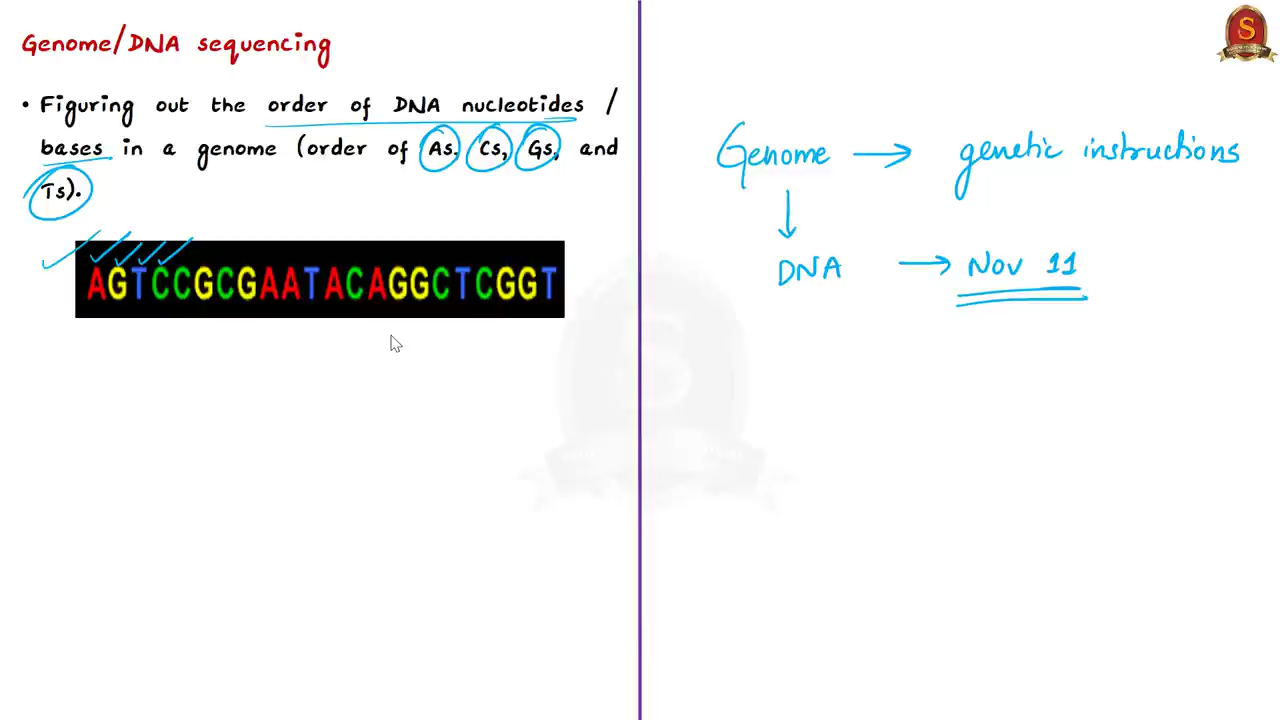 Genome/DNA sequencing
• Figuring out the order of DNA nucleotides /
bases in a genome (order of As, Cs, Gs, and
Ts).
AGTCCGCGAATACAGGCTCGGT
Genome → genetic instructions
↓
DNA → Nov 11
S